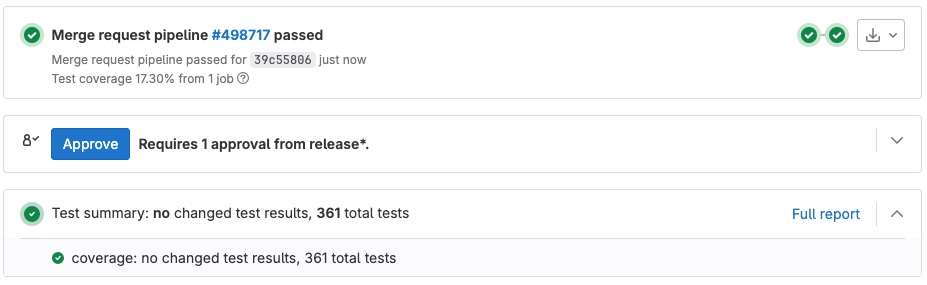 Merge request pipeline #498717 passed
Merge request pipeline passed for 39c55806 just now
Test coverage 17.30% from 1 job
Approve Requires 1 approval from release*.
Test summary: no changed test results, 361 total tests Full report
coverage: no changed test results, 361 total tests